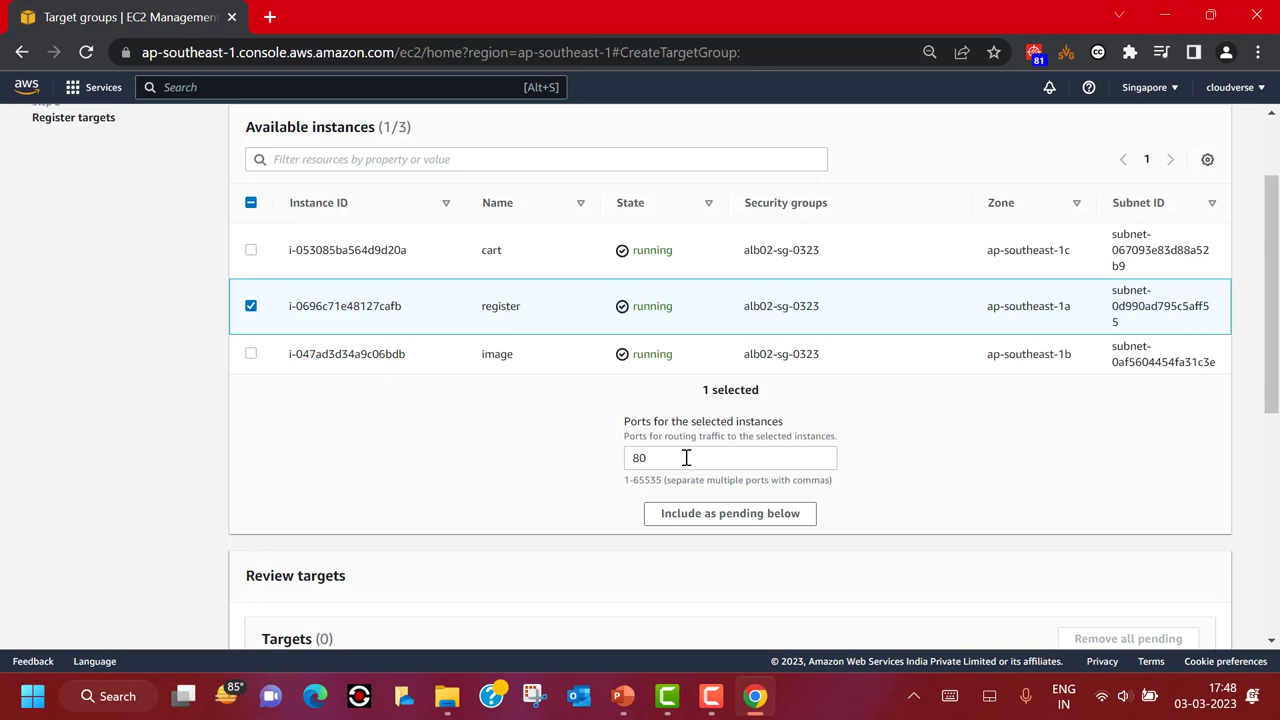 Target groups | EC2 Management
ap-southeast-1.console.aws.amazon.com/ec2/home?region=ap-southeast-1#CreateTargetGroup:
81
aws
Services
Search
[Alt+S]
Singapore
cloudverse
Register targets
Available instances (1/3)
Filter resources by property or value
1
Instance ID
Name
State
Security groups
Zone
Subnet ID
i-053085ba564d9d20a
cart
running
alb02-sg-0323
ap-southeast-1c
subnet-
067093e83d88a52
b9
i-0696c71e48127cafb
register
running
alb02-sg-0323
ap-southeast-1a
subnet-
0d990ad795c5aff5
5
i-047ad3d34a9c06bdb
image
running
alb02-sg-0323
ap-southeast-1b
subnet-
0af5604454fa31c3e
1 selected
Ports for the selected instances
Ports for routing traffic to the selected instances.
80
1-65535 (separate multiple ports with commas)
Include as pending below
Review targets
Targets (0)
Remove all pending
Feedback
Language
© 2023, Amazon Web Services India Private Limited or its affiliates.
Privacy
Terms
Cookie preferences
Search
85°
ENG
IN
17:48
03-03-2023